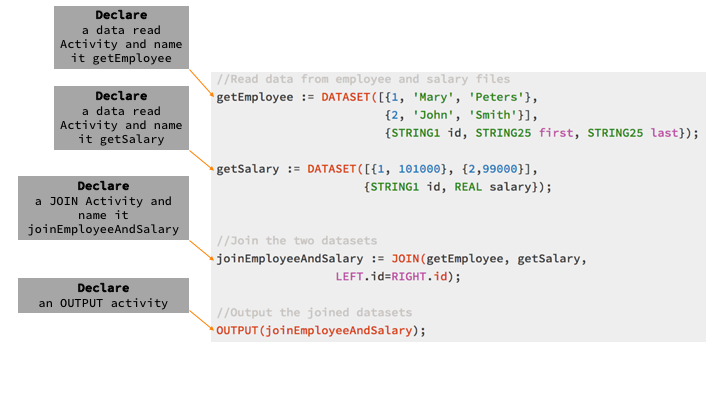 Declare
a data read
Activity and name
it getEmployee
Declare
a data read
Activity and name
it getSalary
Declare
a JOIN Activity and
name it
joinEmployeeAndSalary
Declare
an OUTPUT activity
//Read data from employee and salary files
getEmployee := DATASET([{1, 'Mary', 'Peters'},
{2, 'John', 'Smith'}],
{STRING1 id, STRING25 first, STRING25 last});
getSalary := DATASET([{1, 101000}, {2,99000}],
{STRING1 id, REAL salary});
//Join the two datasets
joinEmployeeAndSalary := JOIN(getEmployee, getSalary,
LEFT.id=RIGHT.id);
//Output the joined datasets
OUTPUT(joinEmployeeAndSalary);